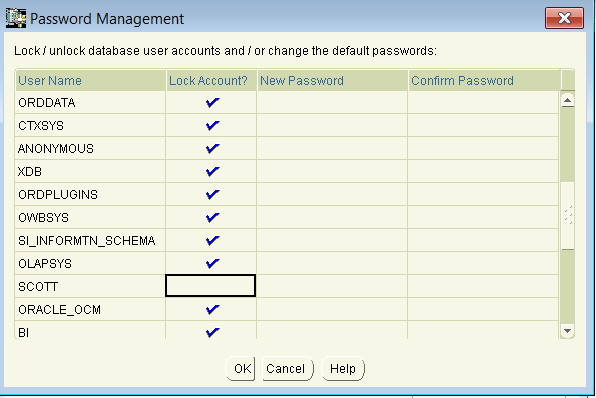 Password Management
Lock / unlock database user accounts and / or change the default passwords:
User Name Lock Account? New Password Confirm Password
ORDDATA
CTXSYS
ANONYMOUS
XDB
ORDPLUGINS
OWBSYS
SI_INFORMTN_SCHEMA
OLAPSYS
SCOTT
ORACLE_OCM
BI
OK Cancel Help